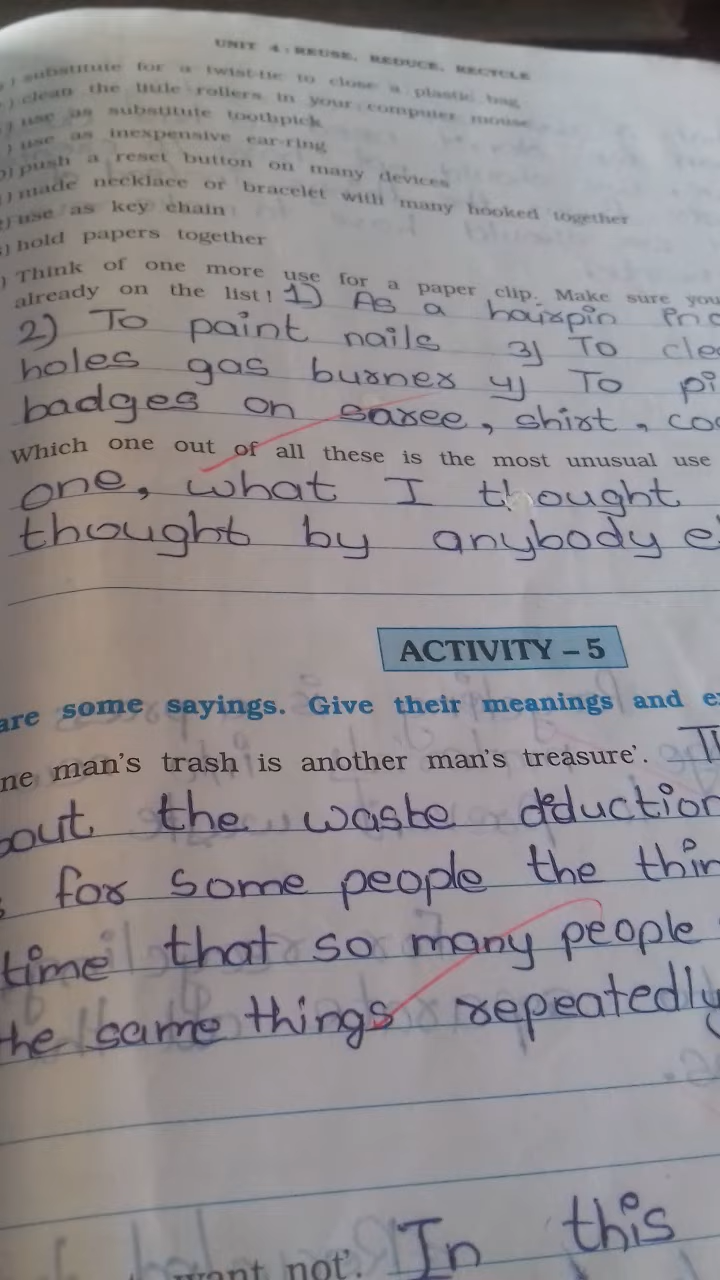 UNIT 4 : REUSE, REDUCE, RECYCLE
) substitute for a twist-tie to close a plastic bag
) clean the little rollers in your computer mouse
) use as substitute toothpick
) use as inexpensive ear-ring
) push a reset button on many devices
) made necklace or bracelet with many hooked together
) use as key chain
) hold papers together
) Think of one more use for a paper clip. Make sure you
already on the list! 1) As a hairpin
2) To paint nails 3) To cle
holes gas burner 4) To pi
badges on saree, shirt, co
Which one out of all these is the most unusual use
one, what I thought
thought by anybody e
ACTIVITY – 5
are some sayings. Give their meanings and e
ne man's trash is another man's treasure'.
bout the waste deduction
for some people the thin
time that so many people
the same things repeatedly
want not'. In this